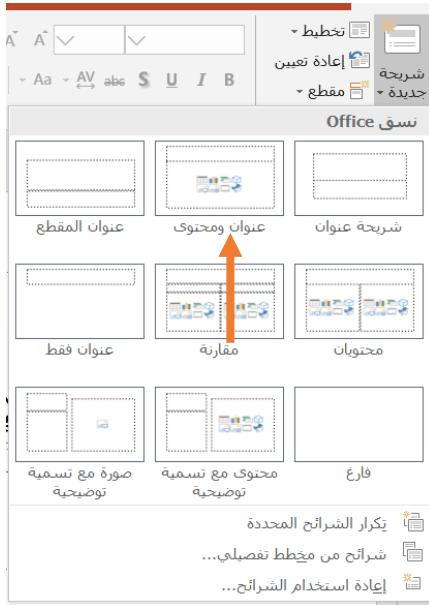 تخطيط
إعادة تعيين
مقطع
شريحة
جديدة
A A
Aa AV abc S U I B
نسق Office
شريحة عنوان
عنوان ومحتوى
عنوان المقطع
محتويان
مقارنة
عنوان فقط
فارغ
محتوى مع تسمية
توضيحية
صورة مع تسمية
توضيحية
تكرار الشرائح المحددة
شرائح من مخطط تفصيلي...
إعادة استخدام الشرائح...